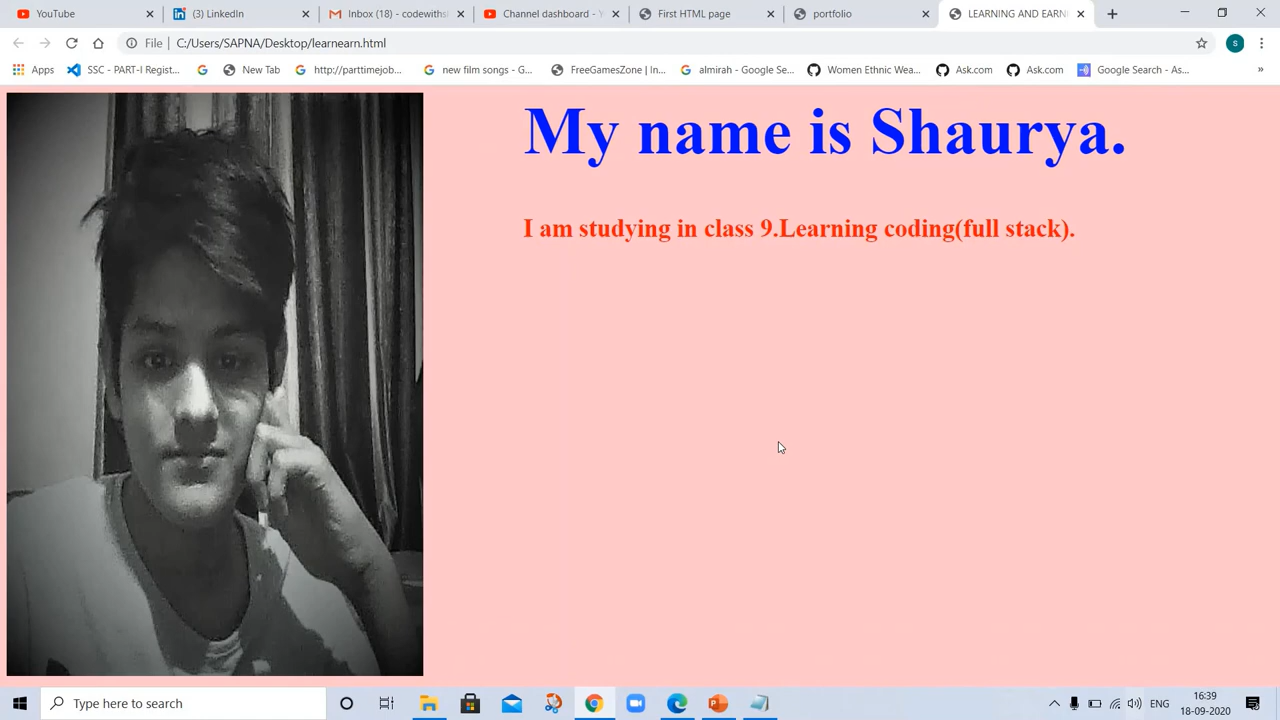 YouTube
(3) LinkedIn
Inbox (18) - codewiths
Channel dashboard - Y
First HTML page
portfolio
LEARNING AND EARN
File
C:/Users/SAPNA/Desktop/learnearn.html
S
Apps
SSC - PART-I Regist...
New Tab
http://parttimejob...
new film songs - G...
FreeGamesZone | In...
almirah - Google Se...
Women Ethnic Wea...
Ask.com
Ask.com
Google Search - As...
»
My name is Shaurya.
I am studying in class 9.Learning coding(full stack).
Type here to search
ENG
16:39
18-09-2020